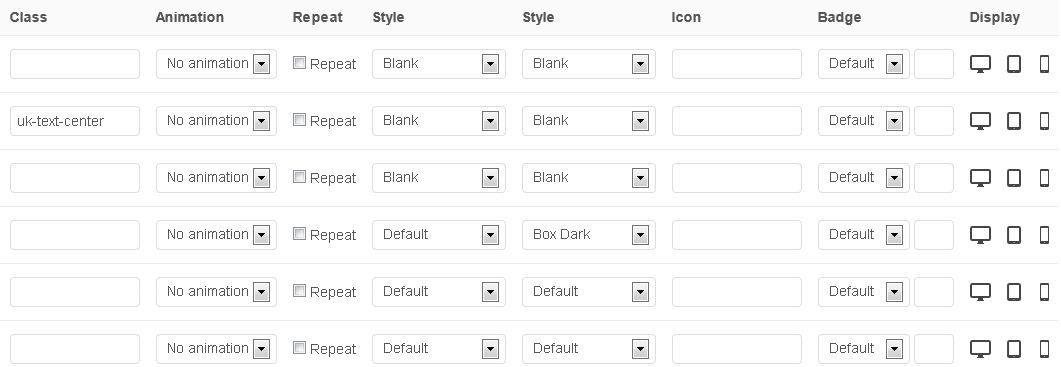 Class Animation Repeat Style Style Icon Badge Display
No animation Repeat Blank Blank Default
uk-text-center No animation Repeat Blank Blank Default
No animation Repeat Blank Blank Default
No animation Repeat Default Box Dark Default
No animation Repeat Default Default Default
No animation Repeat Default Default Default